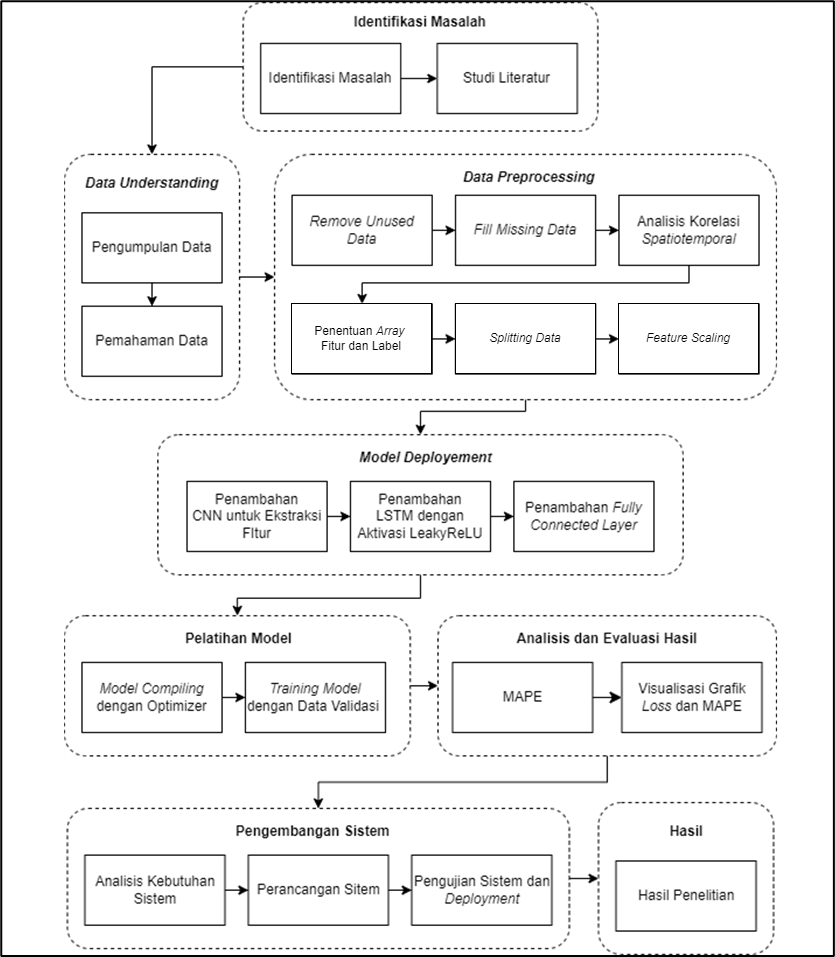 Identifikasi Masalah
Identifikasi Masalah
Studi Literatur
Data Understanding
Pengumpulan Data
Pemahaman Data
Data Preprocessing
Remove Unused
Data
Fill Missing Data
Analisis Korelasi
Spatiotemporal
Penentuan Array
Fitur dan Label
Splitting Data
Feature Scaling
Model Deployement
Penambahan
CNN untuk Ekstraksi
FItur
Penambahan
LSTM dengan
Aktivasi LeakyReLU
Penambahan Fully
Connected Layer
Pelatihan Model
Model Compiling
dengan Optimizer
Training Model
dengan Data Validasi
Analisis dan Evaluasi Hasil
MAPE
Visualisasi Grafik
Loss dan MAPE
Pengembangan Sistem
Analisis Kebutuhan
Sistem
Perancangan Sitem
Pengujian Sistem dan
Deployment
Hasil
Hasil Penelitian